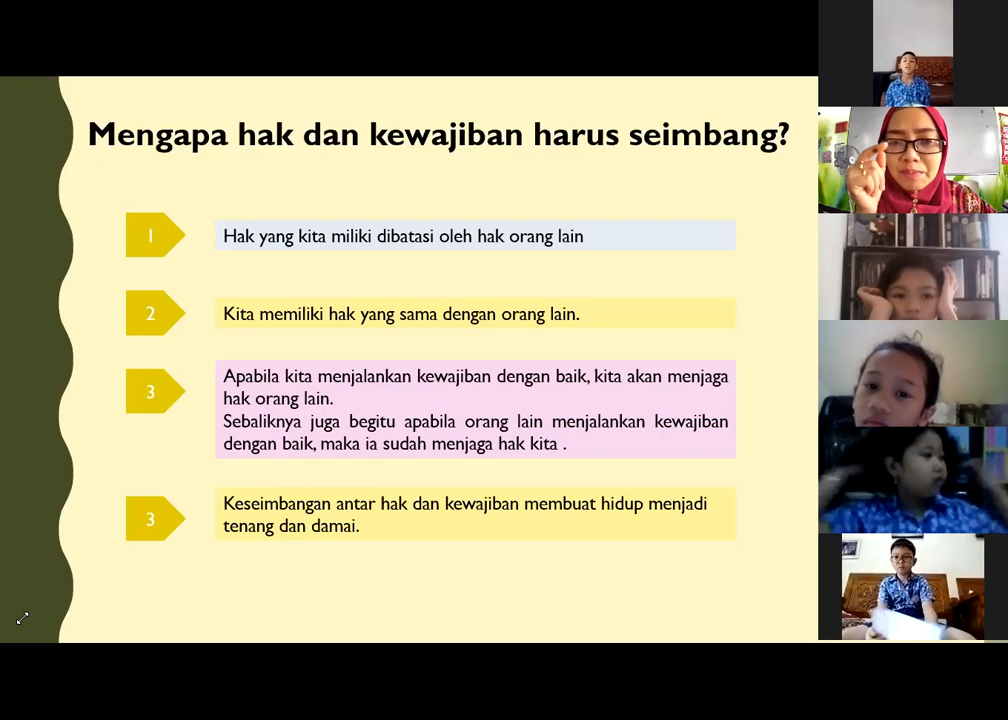 Mengapa hak dan kewajiban harus seimbang?
1
Hak yang kita miliki dibatasi oleh hak orang lain
2
Kita memiliki hak yang sama dengan orang lain.
3
Apabila kita menjalankan kewajiban dengan baik, kita akan menjaga
hak orang lain.
Sebaliknya juga begitu apabila orang lain menjalankan kewajiban
dengan baik, maka ia sudah menjaga hak kita .
3
Keseimbangan antar hak dan kewajiban membuat hidup menjadi
tenang dan damai.